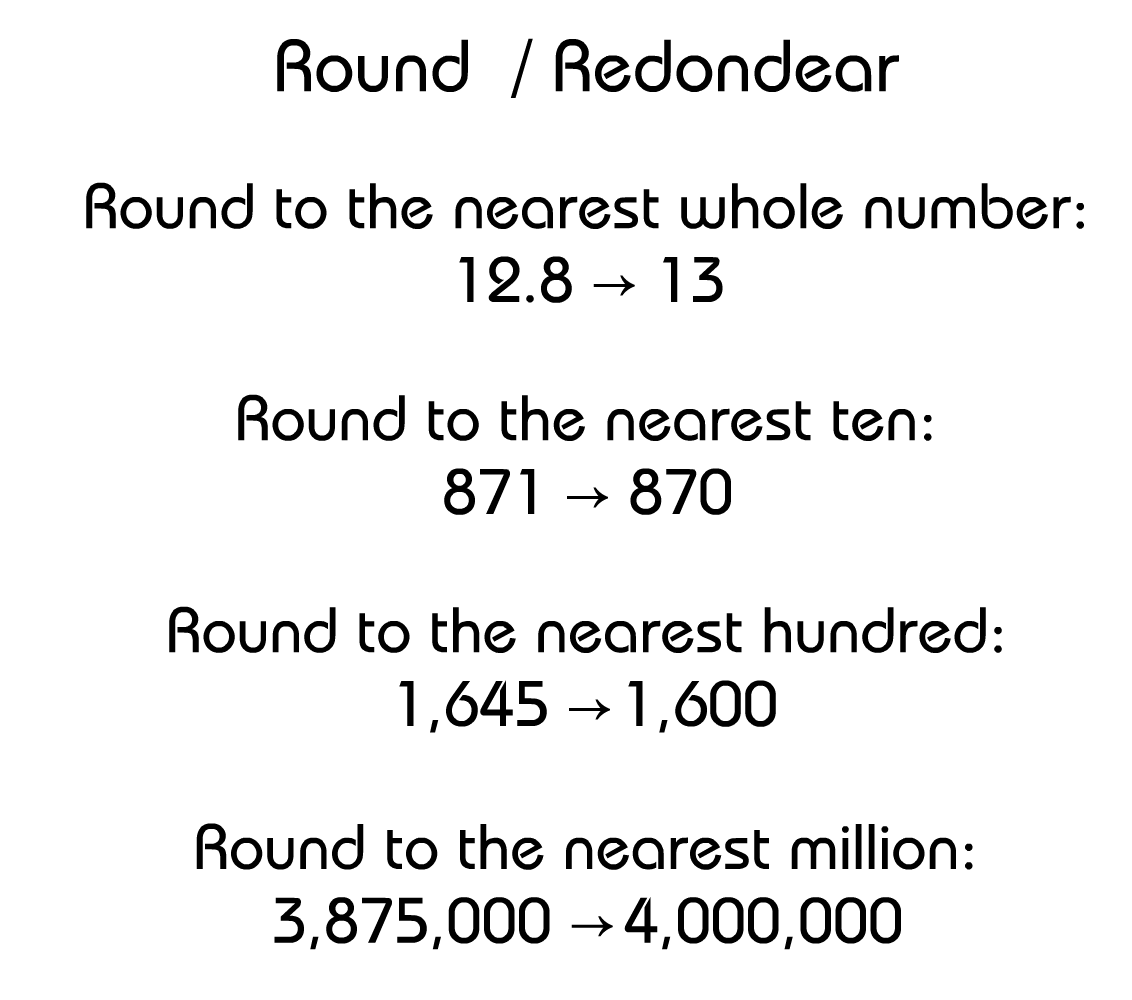 Round / Redondear
Round to the nearest whole number:
12.8 → 13
Round to the nearest ten:
871 → 870
Round to the nearest hundred:
1,645 → 1,600
Round to the nearest million:
3,875,000 → 4,000,000